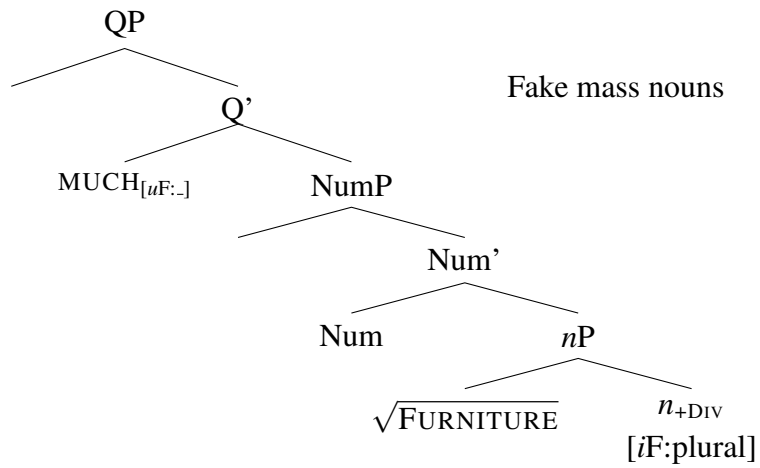 QP
Fake mass nouns
Q’
MUCH[uF:_]
NumP
Num’
Num
nP
√FURNITURE
n+DIV
[iF:plural]